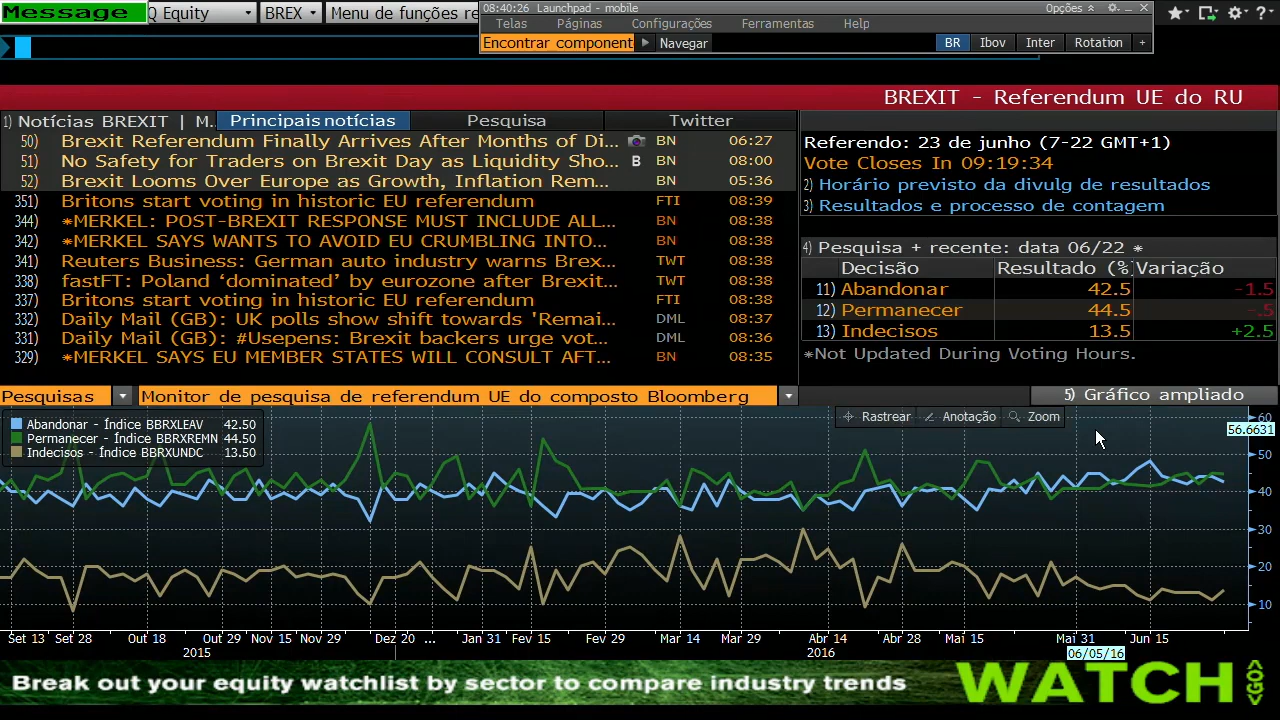 Message
Q Equity
BREX
Menu de funções re
08:40:26 Launchpad - mobile
Opções
Telas Páginas Configurações Ferramentas Help
Encontrar component
Navegar
BR Ibov Inter Rotation +
BREXIT - Referendum UE do RU
1) Notícias BREXIT | M.. Principais notícias Pesquisa Twitter
50) Brexit Referendum Finally Arrives After Months of Di... BN 06:27
51) No Safety for Traders on Brexit Day as Liquidity Sho... B BN 08:00
52) Brexit Looms Over Europe as Growth, Inflation Rem... BN 05:36
351) Britons start voting in historic EU referendum FTI 08:39
344) *MERKEL: POST-BREXIT RESPONSE MUST INCLUDE ALL... BN 08:38
342) *MERKEL SAYS WANTS TO AVOID EU CRUMBLING INTO... BN 08:38
341) Reuters Business: German auto industry warns Brex... TWT 08:38
338) fastFT: Poland ‘dominated’ by eurozone after Brexit... TWT 08:38
337) Britons start voting in historic EU referendum FTI 08:38
332) Daily Mail (GB): UK polls show shift towards 'Remai... DML 08:37
331) Daily Mail (GB): #Usepens: Brexit backers urge vot... DML 08:36
329) *MERKEL SAYS EU MEMBER STATES WILL CONSULT AFT... BN 08:35
Referendo: 23 de junho (7-22 GMT+1)
Vote Closes In 09:19:34
2) Horário previsto da divulg de resultados
3) Resultados e processo de contagem
4) Pesquisa + recente: data 06/22 *
Decisão Resultado (% Variação
11) Abandonar 42.5 -1.5
12) Permanecer 44.5 -.5
13) Indecisos 13.5 +2.5
*Not Updated During Voting Hours.
Pesquisas
Monitor de pesquisa de referendum UE do composto Bloomberg
5) Gráfico ampliado
Rastrear Anotação Zoom
Abandonar - Índice BBRXLEAV 42.50
Permanecer - Índice BBRXREMN 44.50
Indecisos - Índice BBRXUNDC 13.50
60
56.6631
50
40
30
20
10
Set 13 Set 28 Out 18 Out 29 Nov 15 Nov 29 Dez 20 ... Jan 31 Fev 15 Fev 29 Mar 14 Mar 29 Abr 14 Abr 28 Mai 15 Mai 31 Jun 15
2015 2016 06/05/16
Break out your equity watchlist by sector to compare industry trends
WATCH
GO